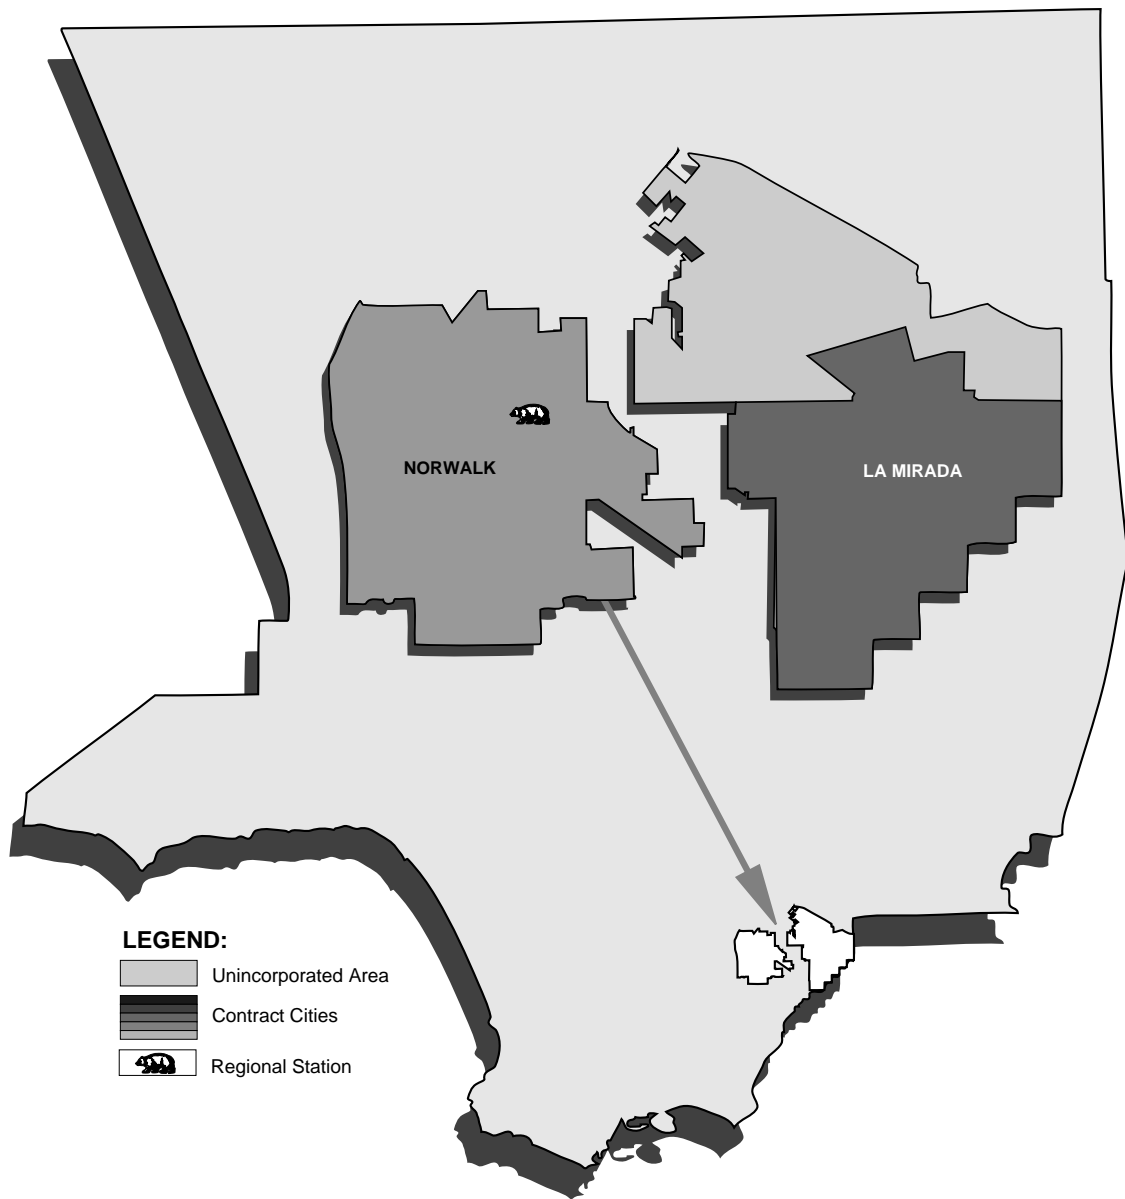 NORWALK
LA MIRADA
LEGEND:
Unincorporated Area
Contract Cities
Regional Station